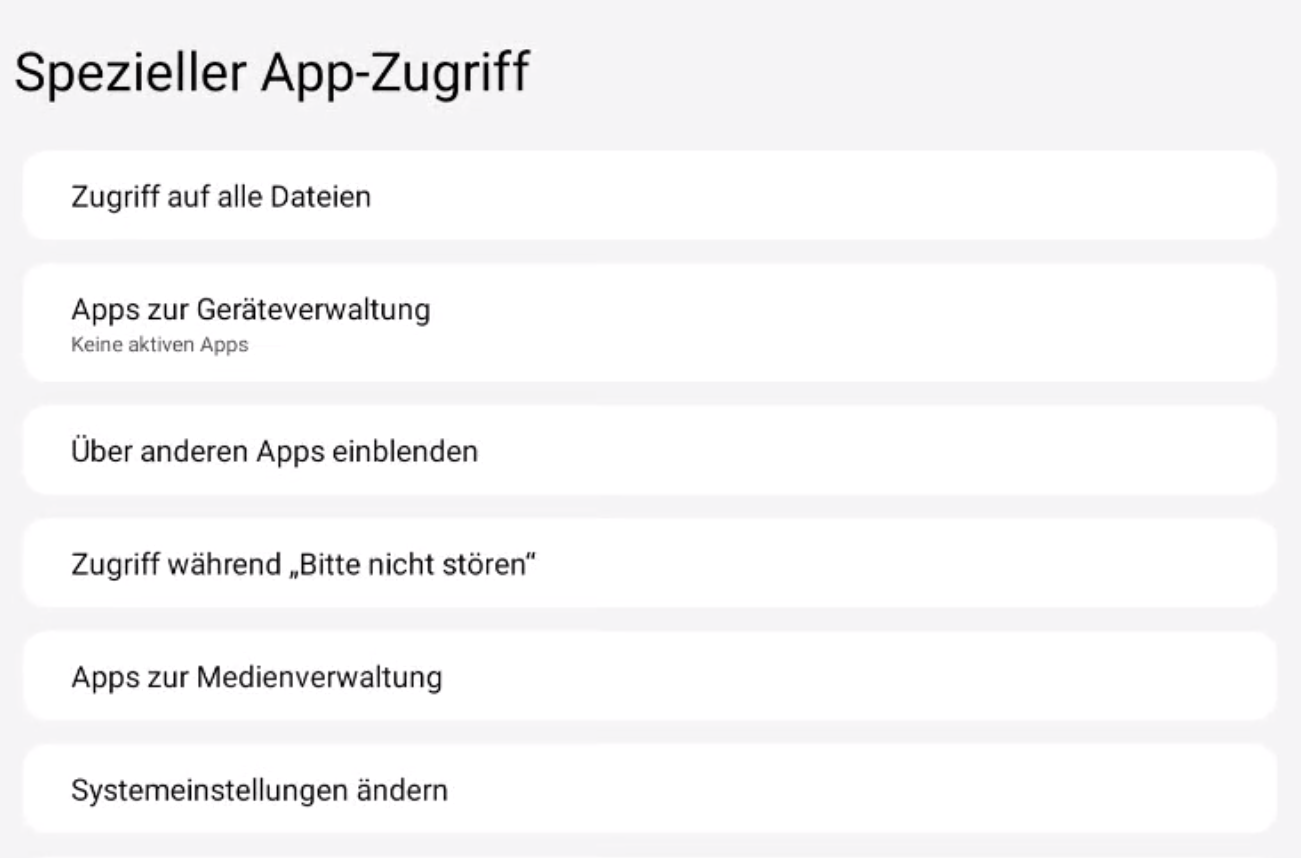 Spezieller App-Zugriff
Zugriff auf alle Dateien
Apps zur Geräteverwaltung
Keine aktiven Apps
Über anderen Apps einblenden
Zugriff während „Bitte nicht stören“
Apps zur Medienverwaltung
Systemeinstellungen ändern